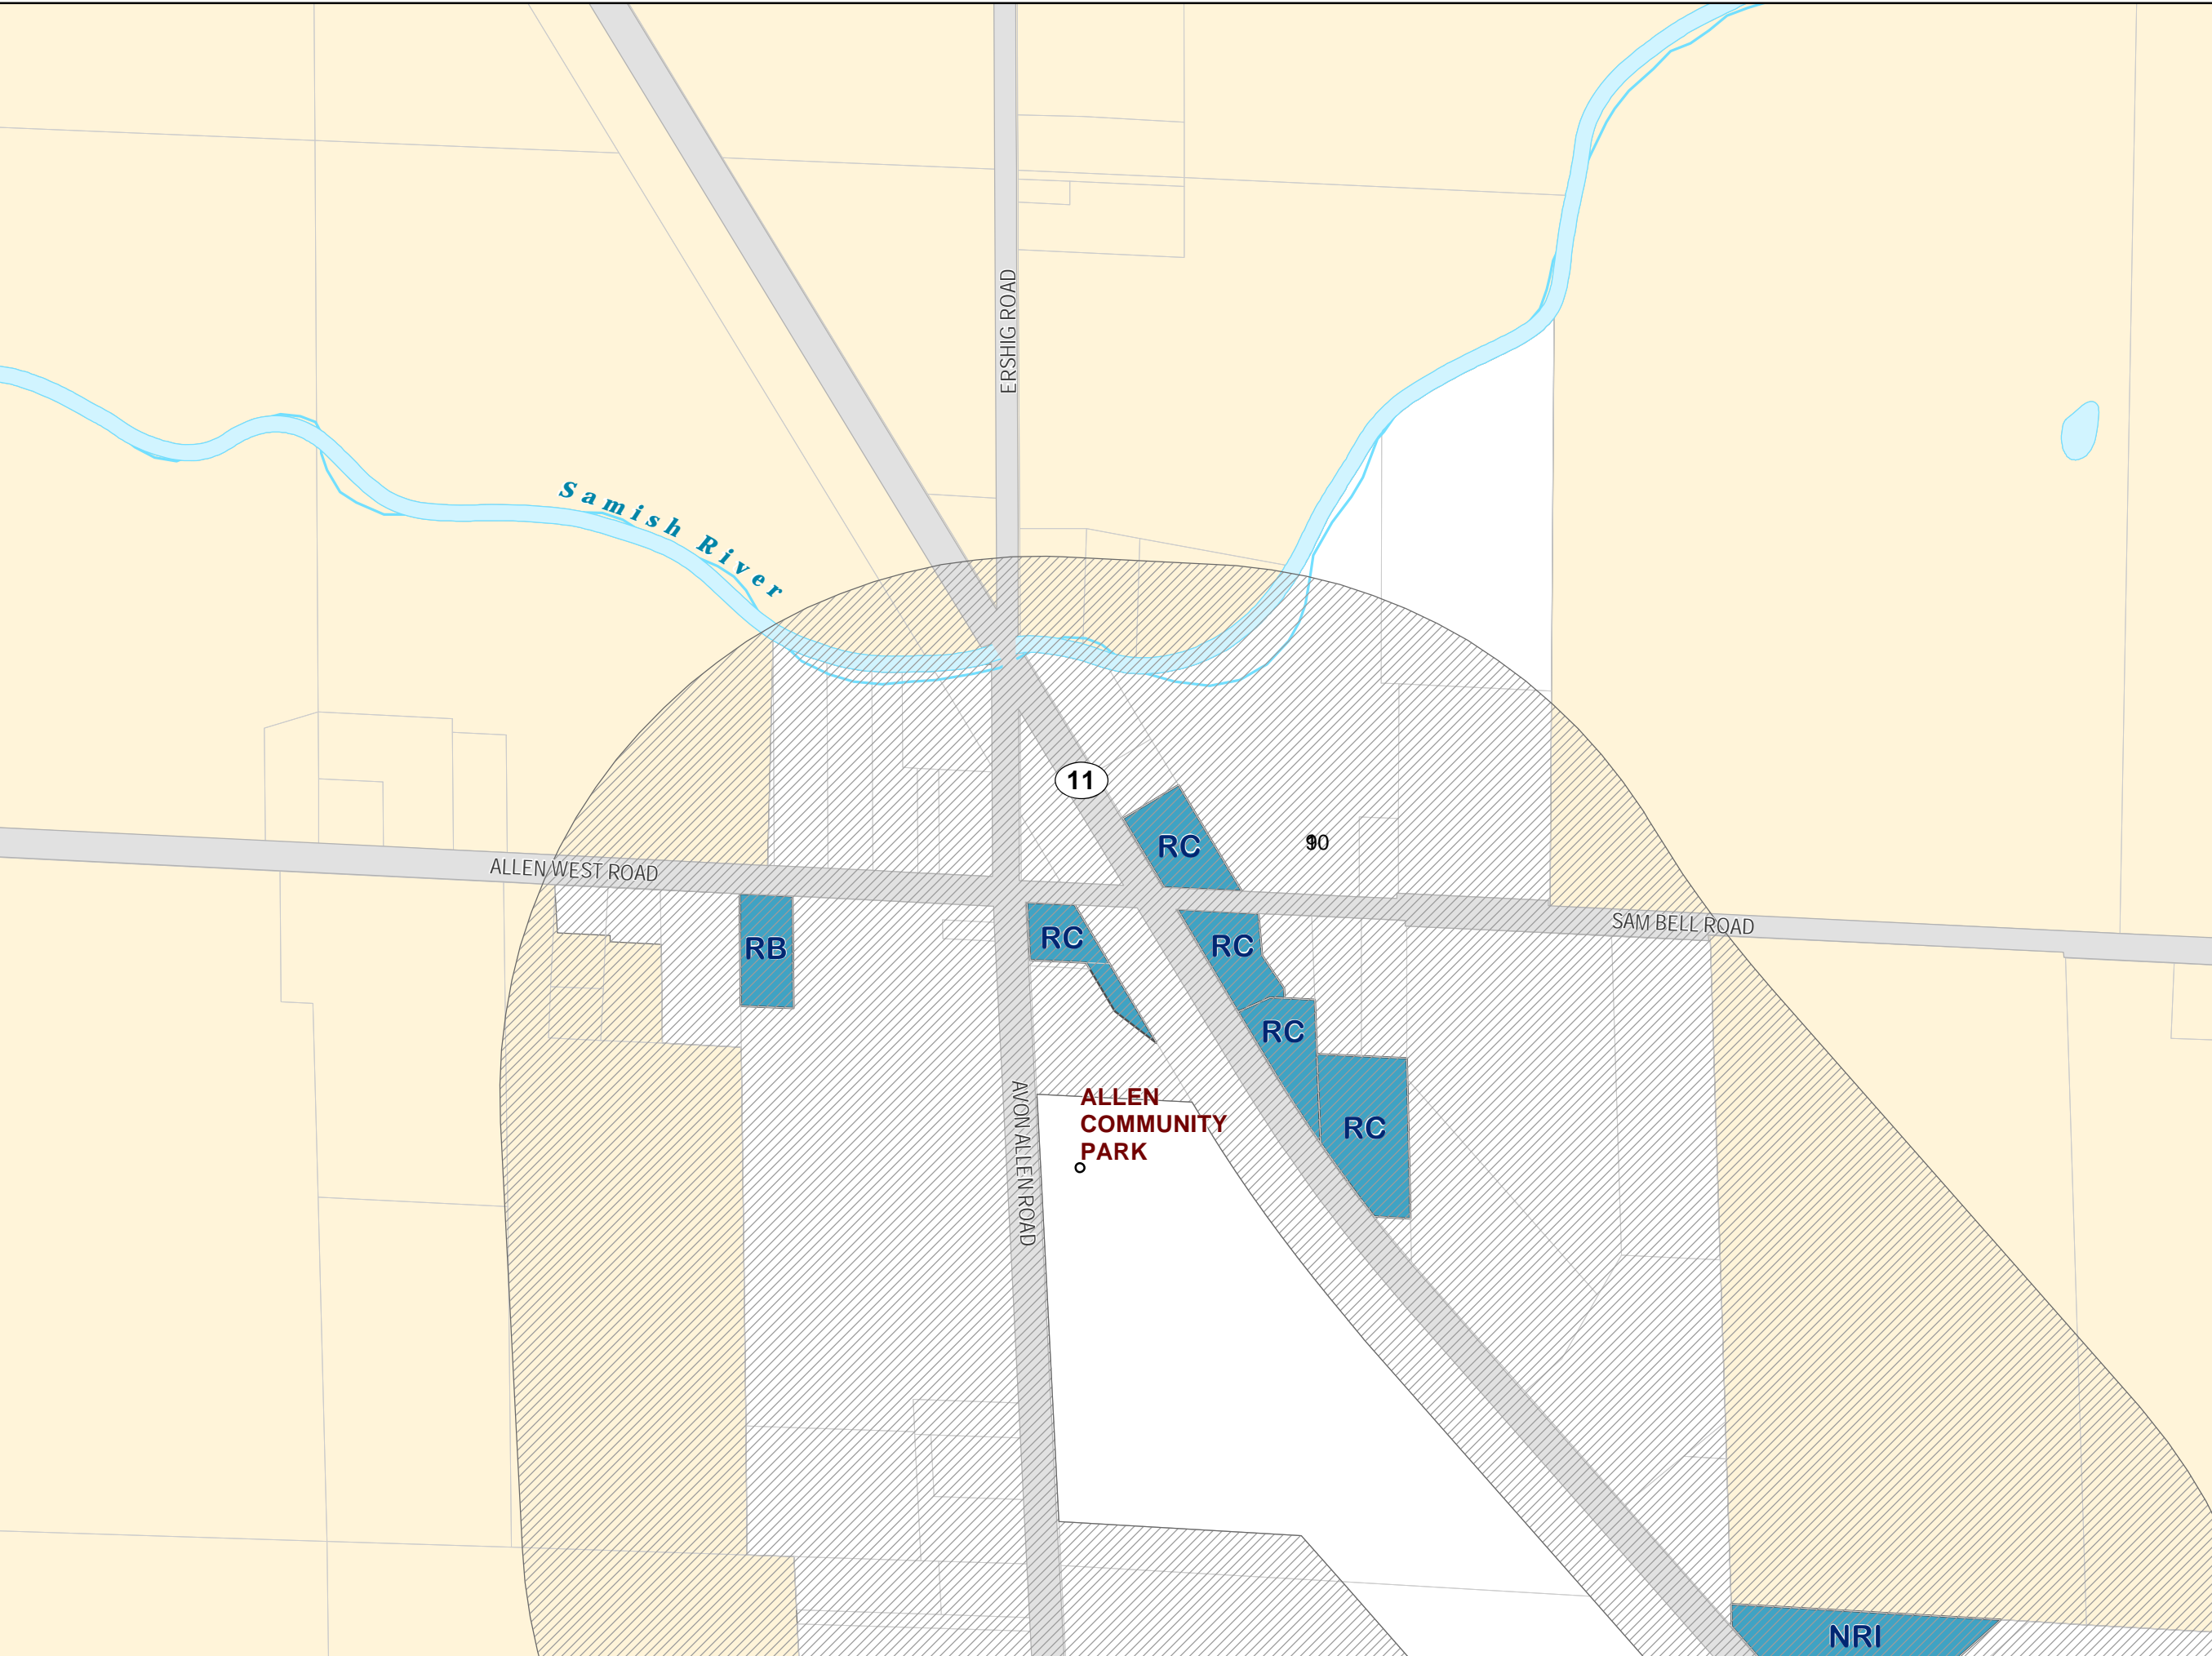 ERSHIG ROAD
Samish River
11
RC
90
ALLEN WEST ROAD
SAM BELL ROAD
RB
RC
RC
RC
ALLEN
COMMUNITY
PARK
RC
AVON ALLEN ROAD
NRI